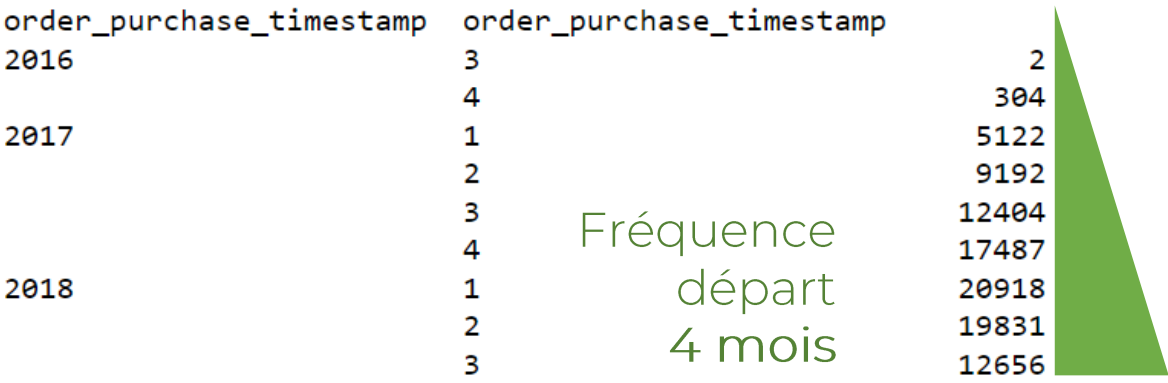 order_purchase_timestamp order_purchase_timestamp
2016 3 2
4 304
2017 1 5122
2 9192
3 12404
4 17487
2018 1 20918
2 19831
3 12656
Fréquence
départ
4 mois